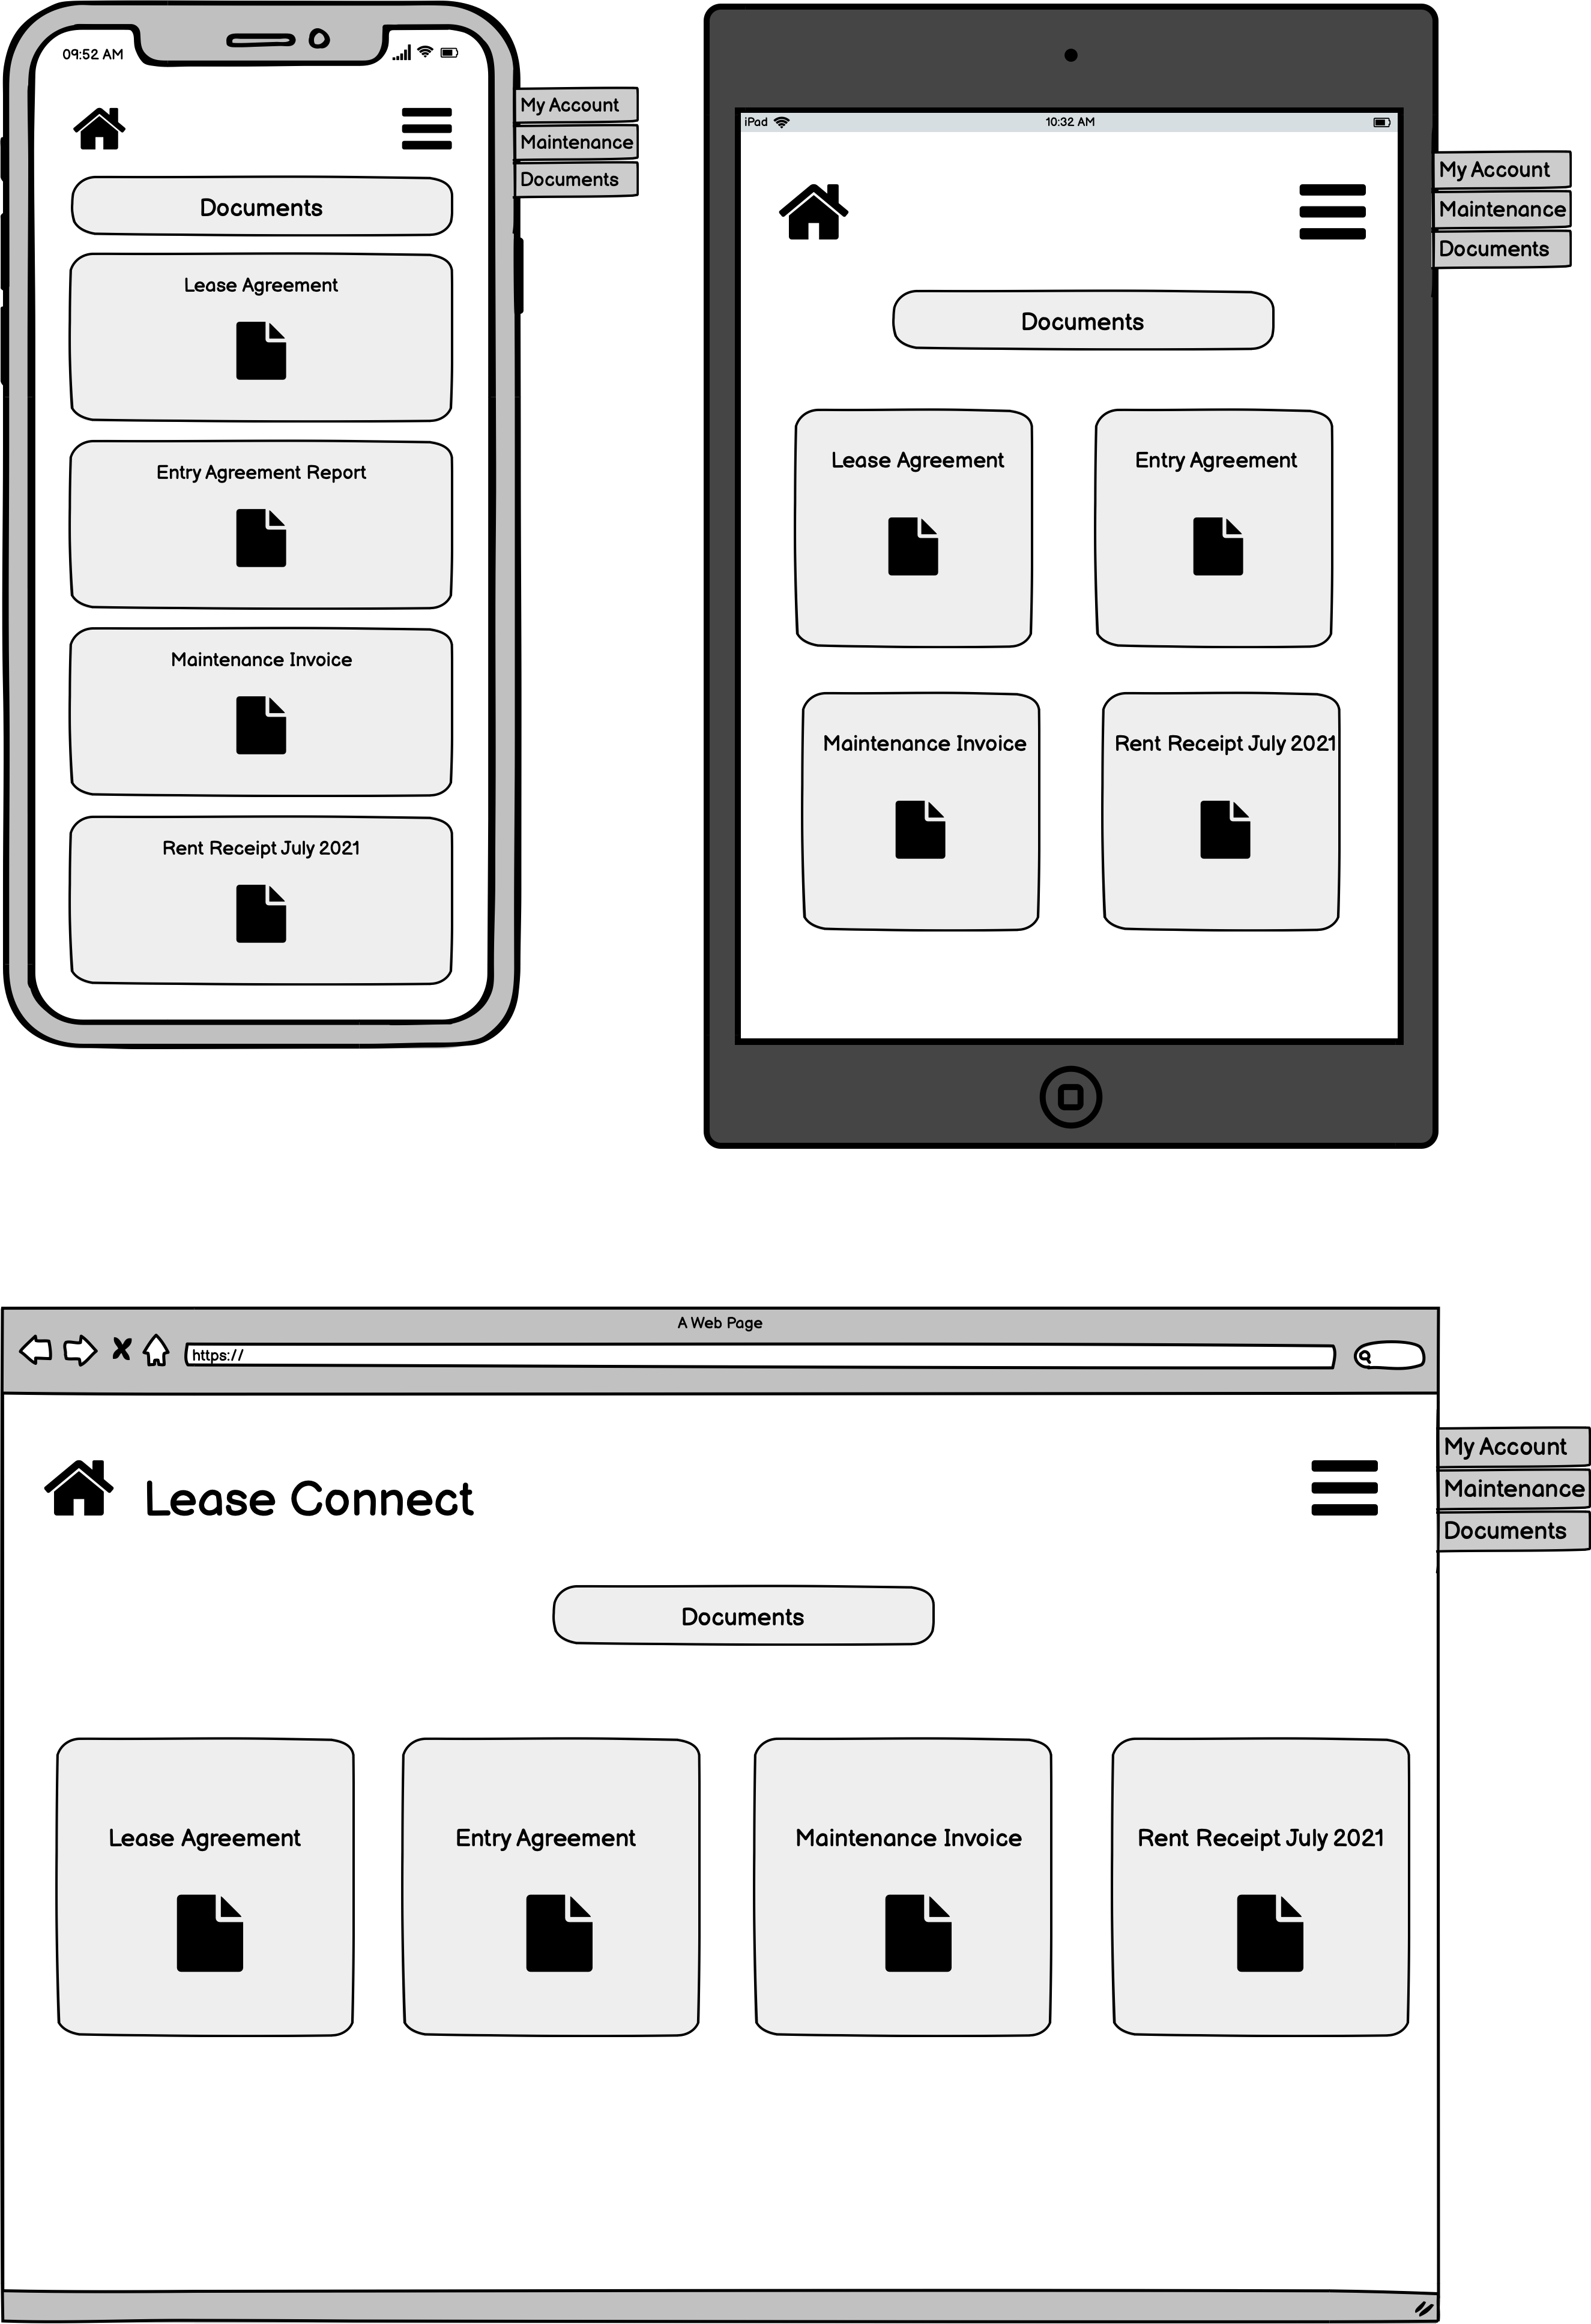 09:52 AM
My Account
Maintenance
Documents
Documents
Lease Agreement
Entry Agreement Report
Maintenance Invoice
Rent Receipt July 2021
iPad
10:32 AM
My Account
Maintenance
Documents
Documents
Lease Agreement
Entry Agreement
Maintenance Invoice
Rent Receipt July 2021
A Web Page
https://
My Account
Maintenance
Documents
Lease Connect
Documents
Lease Agreement
Entry Agreement
Maintenance Invoice
Rent Receipt July 2021